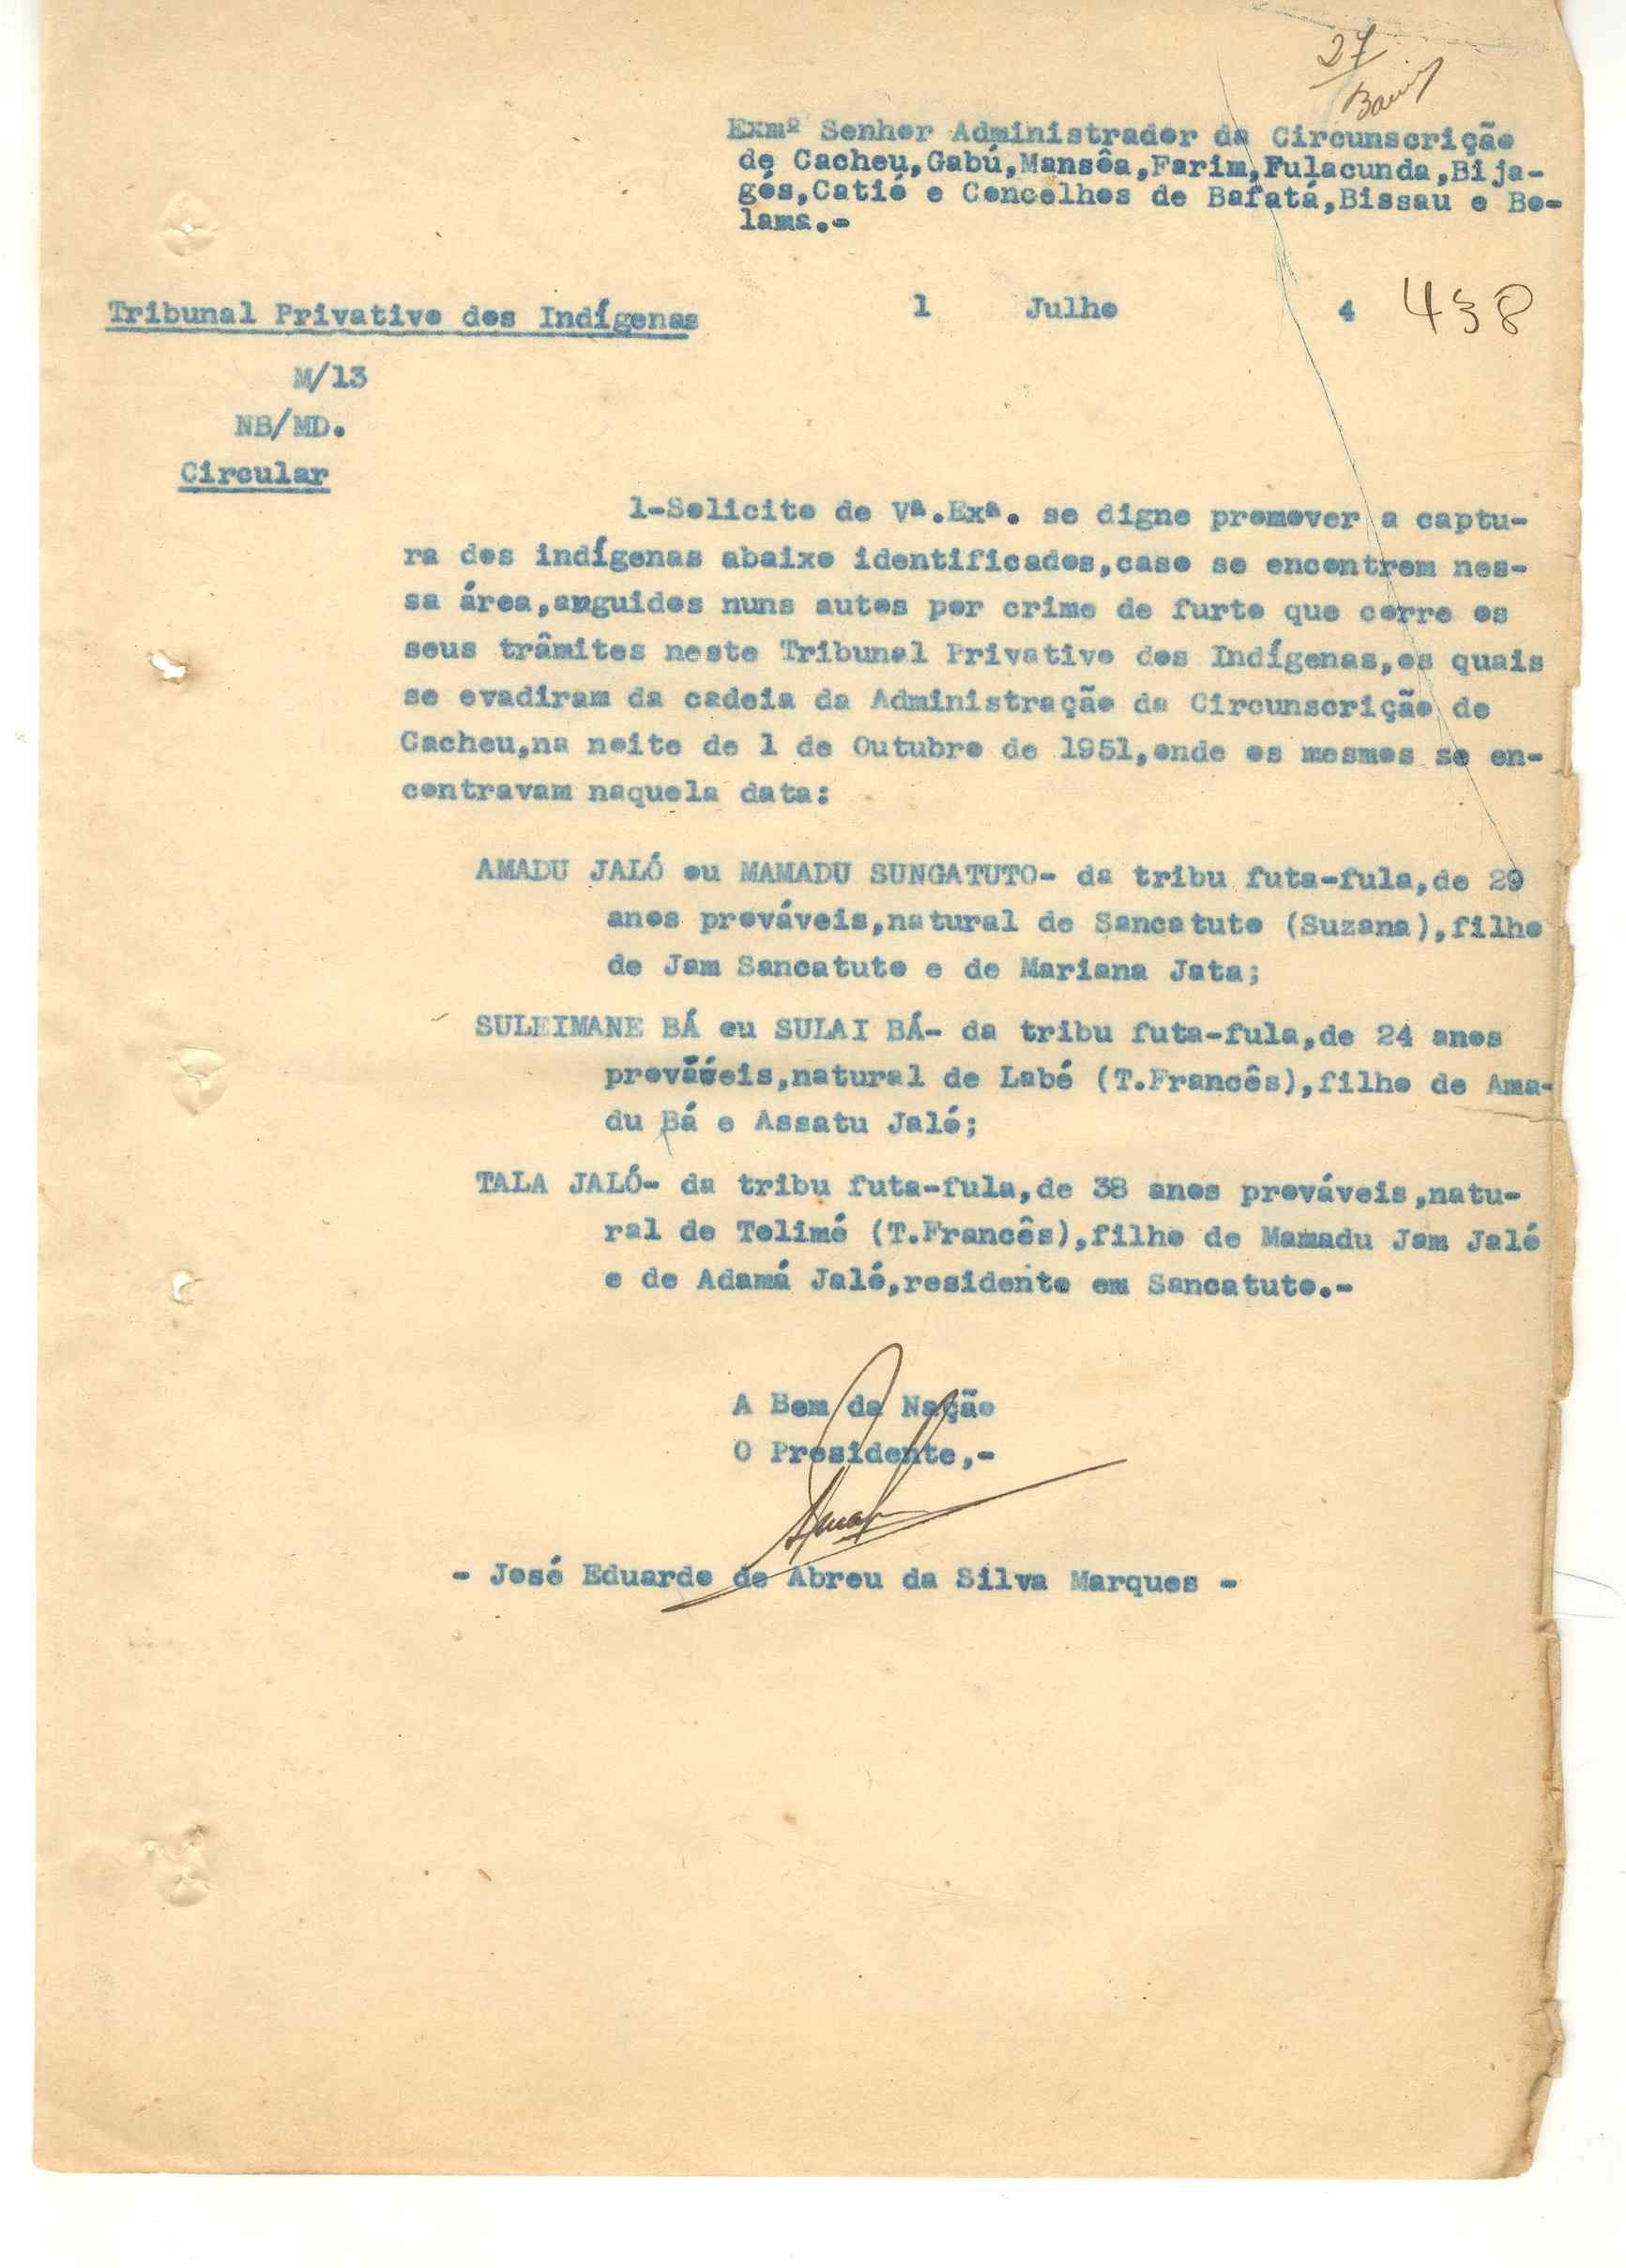 27
Exmº Senhor Administrador da Circunscrição
de Cacheu,Gabú,Mansôa,Farim,Fulacunda,Bija-
gós,Catió e Concelhos de Bafatá,Bissau e Bo-
lama.-
Tribunal Privativo dos Indígenas
1 Julho 4 438
M/13
NB/MD.
Circular
1-Solicito de Vª.Exª. se digne promover a captu-
ra dos indígenas abaixo identificados,caso se encontrem nes-
sa área,arguidos nuns autos por crime de furto que corre os
seus trâmites neste Tribunal Privativo dos Indígenas,os quais
se evadiram da cadeia da Administração da Circunscrição de
Cacheu,na noite de 1 de Outubro de 1951,onde os mesmos se en-
contravam naquela data:
AMADU JALÓ ou MAMADU SUNGATUTO- da tribu futa-fula,de 29
anos prováveis,natural de Sancatuto (Suzana),filho
de Jam Sancatuto e de Mariana Jata;
SULEIMANE BÁ ou SULAI BÁ- da tribu futa-fula,de 24 anos
prováveis,natural de Labé (T.Francês),filho de Ama-
du Bá e Assatu Jaló;
TALA JALÓ- da tribu futa-fula,de 38 anos prováveis,natu-
ral de Telimé (T.Francês),filho de Mamadu Jam Jaló
e de Adamá Jaló,residente em Sancatuto.-
A Bem da Nação
O Presidente,-
- José Eduardo de Abreu da Silva Marques -